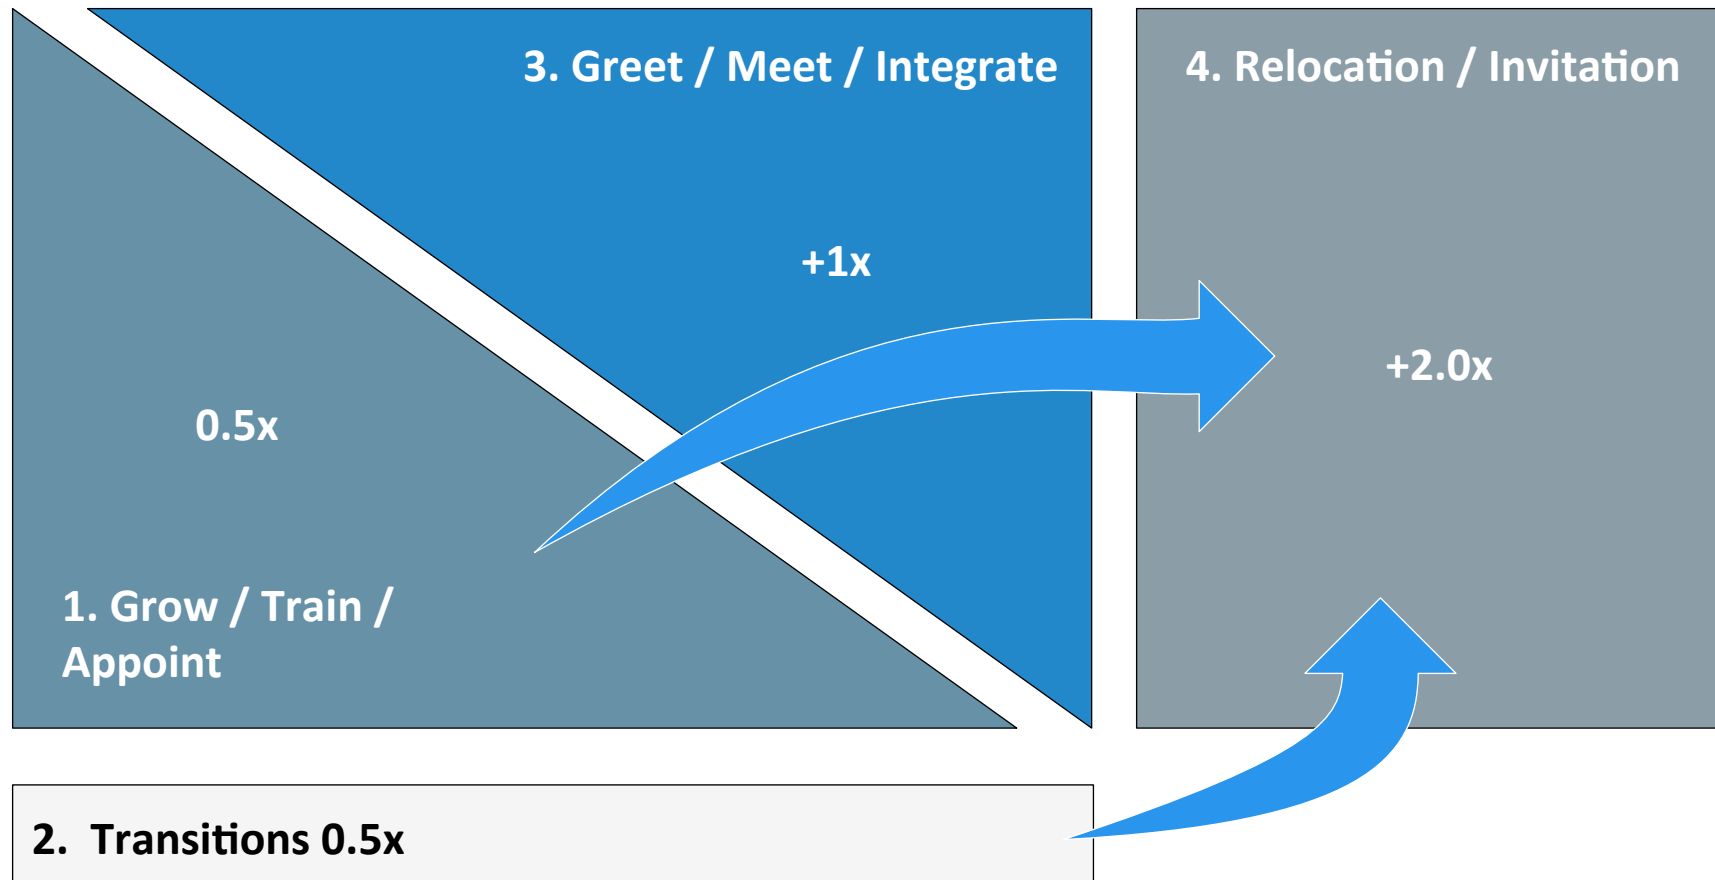 3. Greet / Meet / Integrate
4. Relocation / Invitation
+1x
+2.0x
0.5x
1. Grow / Train /
Appoint
2. Transitions 0.5x